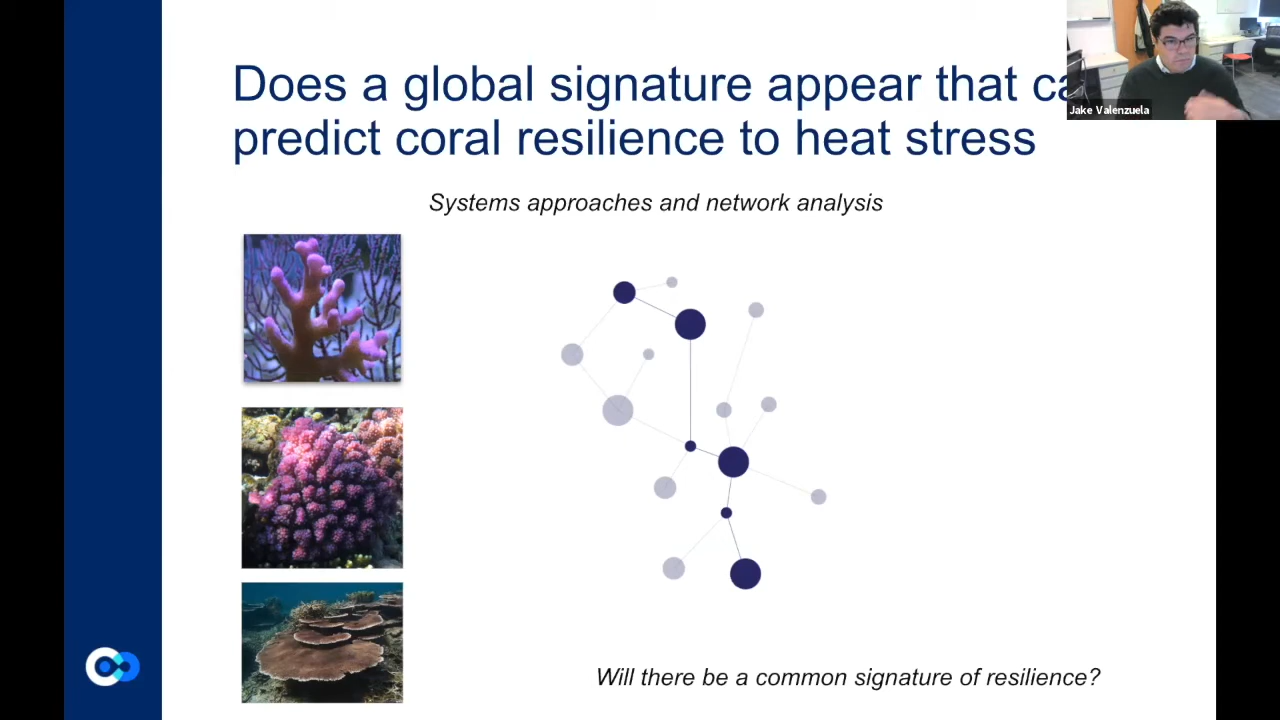 Does a global signature appear that
predict coral resilience to heat stress
Jake Valenzuela
Systems approaches and network analysis
Will there be a common signature of resilience?